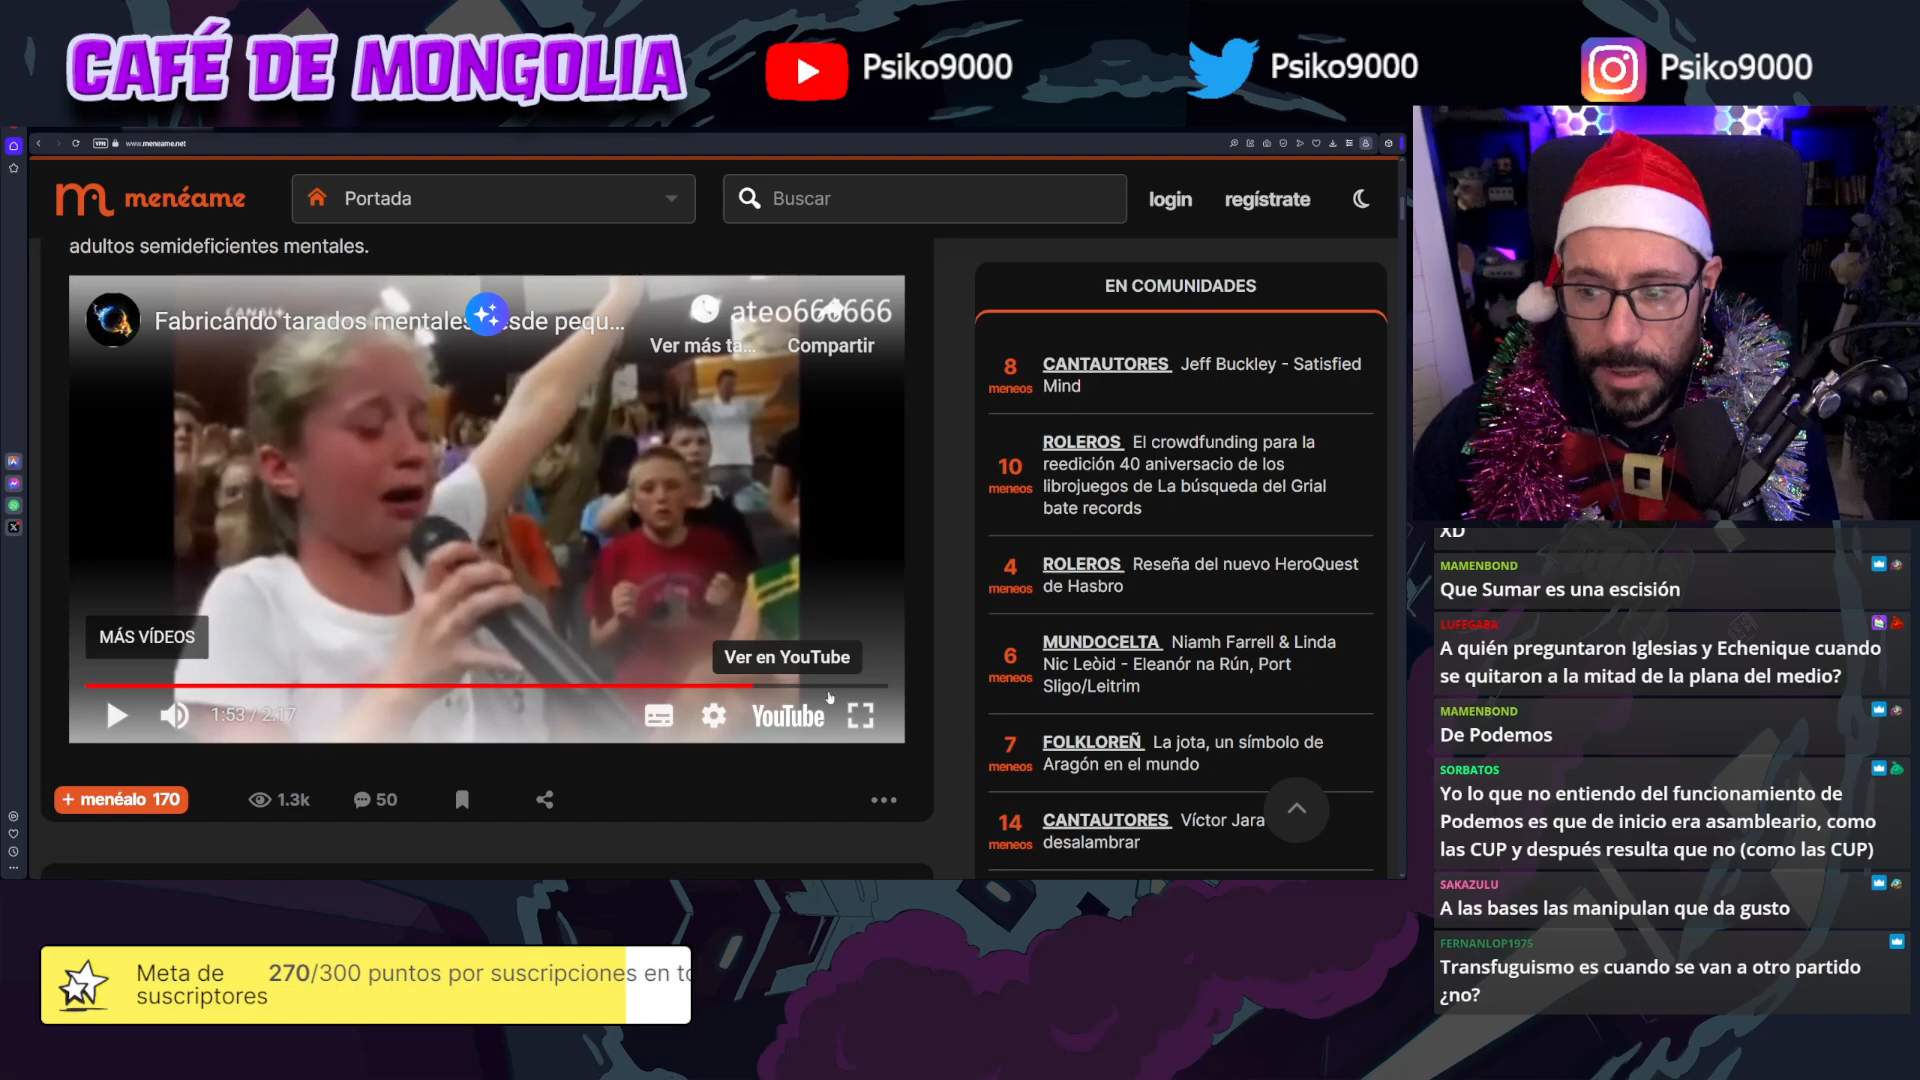 CAFÉ DE MONGOLIA
Psiko9000
Psiko9000
Psiko9000
VPN
www.meneame.net
menéame
Portada
Buscar
login
regístrate
adultos semideficientes mentales.
Fabricando tarados mentales desde pequ...
ateo666666
Ver más ta...
Compartir
MÁS VÍDEOS
Ver en YouTube
1:53 / 2:17
YouTube
+ menéalo 170
1.3k
50
EN COMUNIDADES
8
meneos
CANTAUTORES Jeff Buckley - Satisfied
Mind
10
meneos
ROLEROS El crowdfunding para la
reedición 40 aniversacio de los
librojuegos de La búsqueda del Grial
bate records
4
meneos
ROLEROS Reseña del nuevo HeroQuest
de Hasbro
6
meneos
MUNDOCELTA Niamh Farrell & Linda
Nic Leòid - Eleanór na Rún, Port
Sligo/Leitrim
7
meneos
FOLKLOREÑ La jota, un símbolo de
Aragón en el mundo
14
meneos
CANTAUTORES Víctor Jara
desalambrar
XD
MAMENBOND
Que Sumar es una escisión
LUFEGABA
A quién preguntaron Iglesias y Echenique cuando
se quitaron a la mitad de la plana del medio?
MAMENBOND
De Podemos
SORBATOS
Yo lo que no entiendo del funcionamiento de
Podemos es que de inicio era asambleario, como
las CUP y después resulta que no (como las CUP)
SAKAZULU
A las bases las manipulan que da gusto
FERNANLOP1975
Transfuguismo es cuando se van a otro partido
¿no?
Meta de
suscriptores
270/300 puntos por suscripciones en to